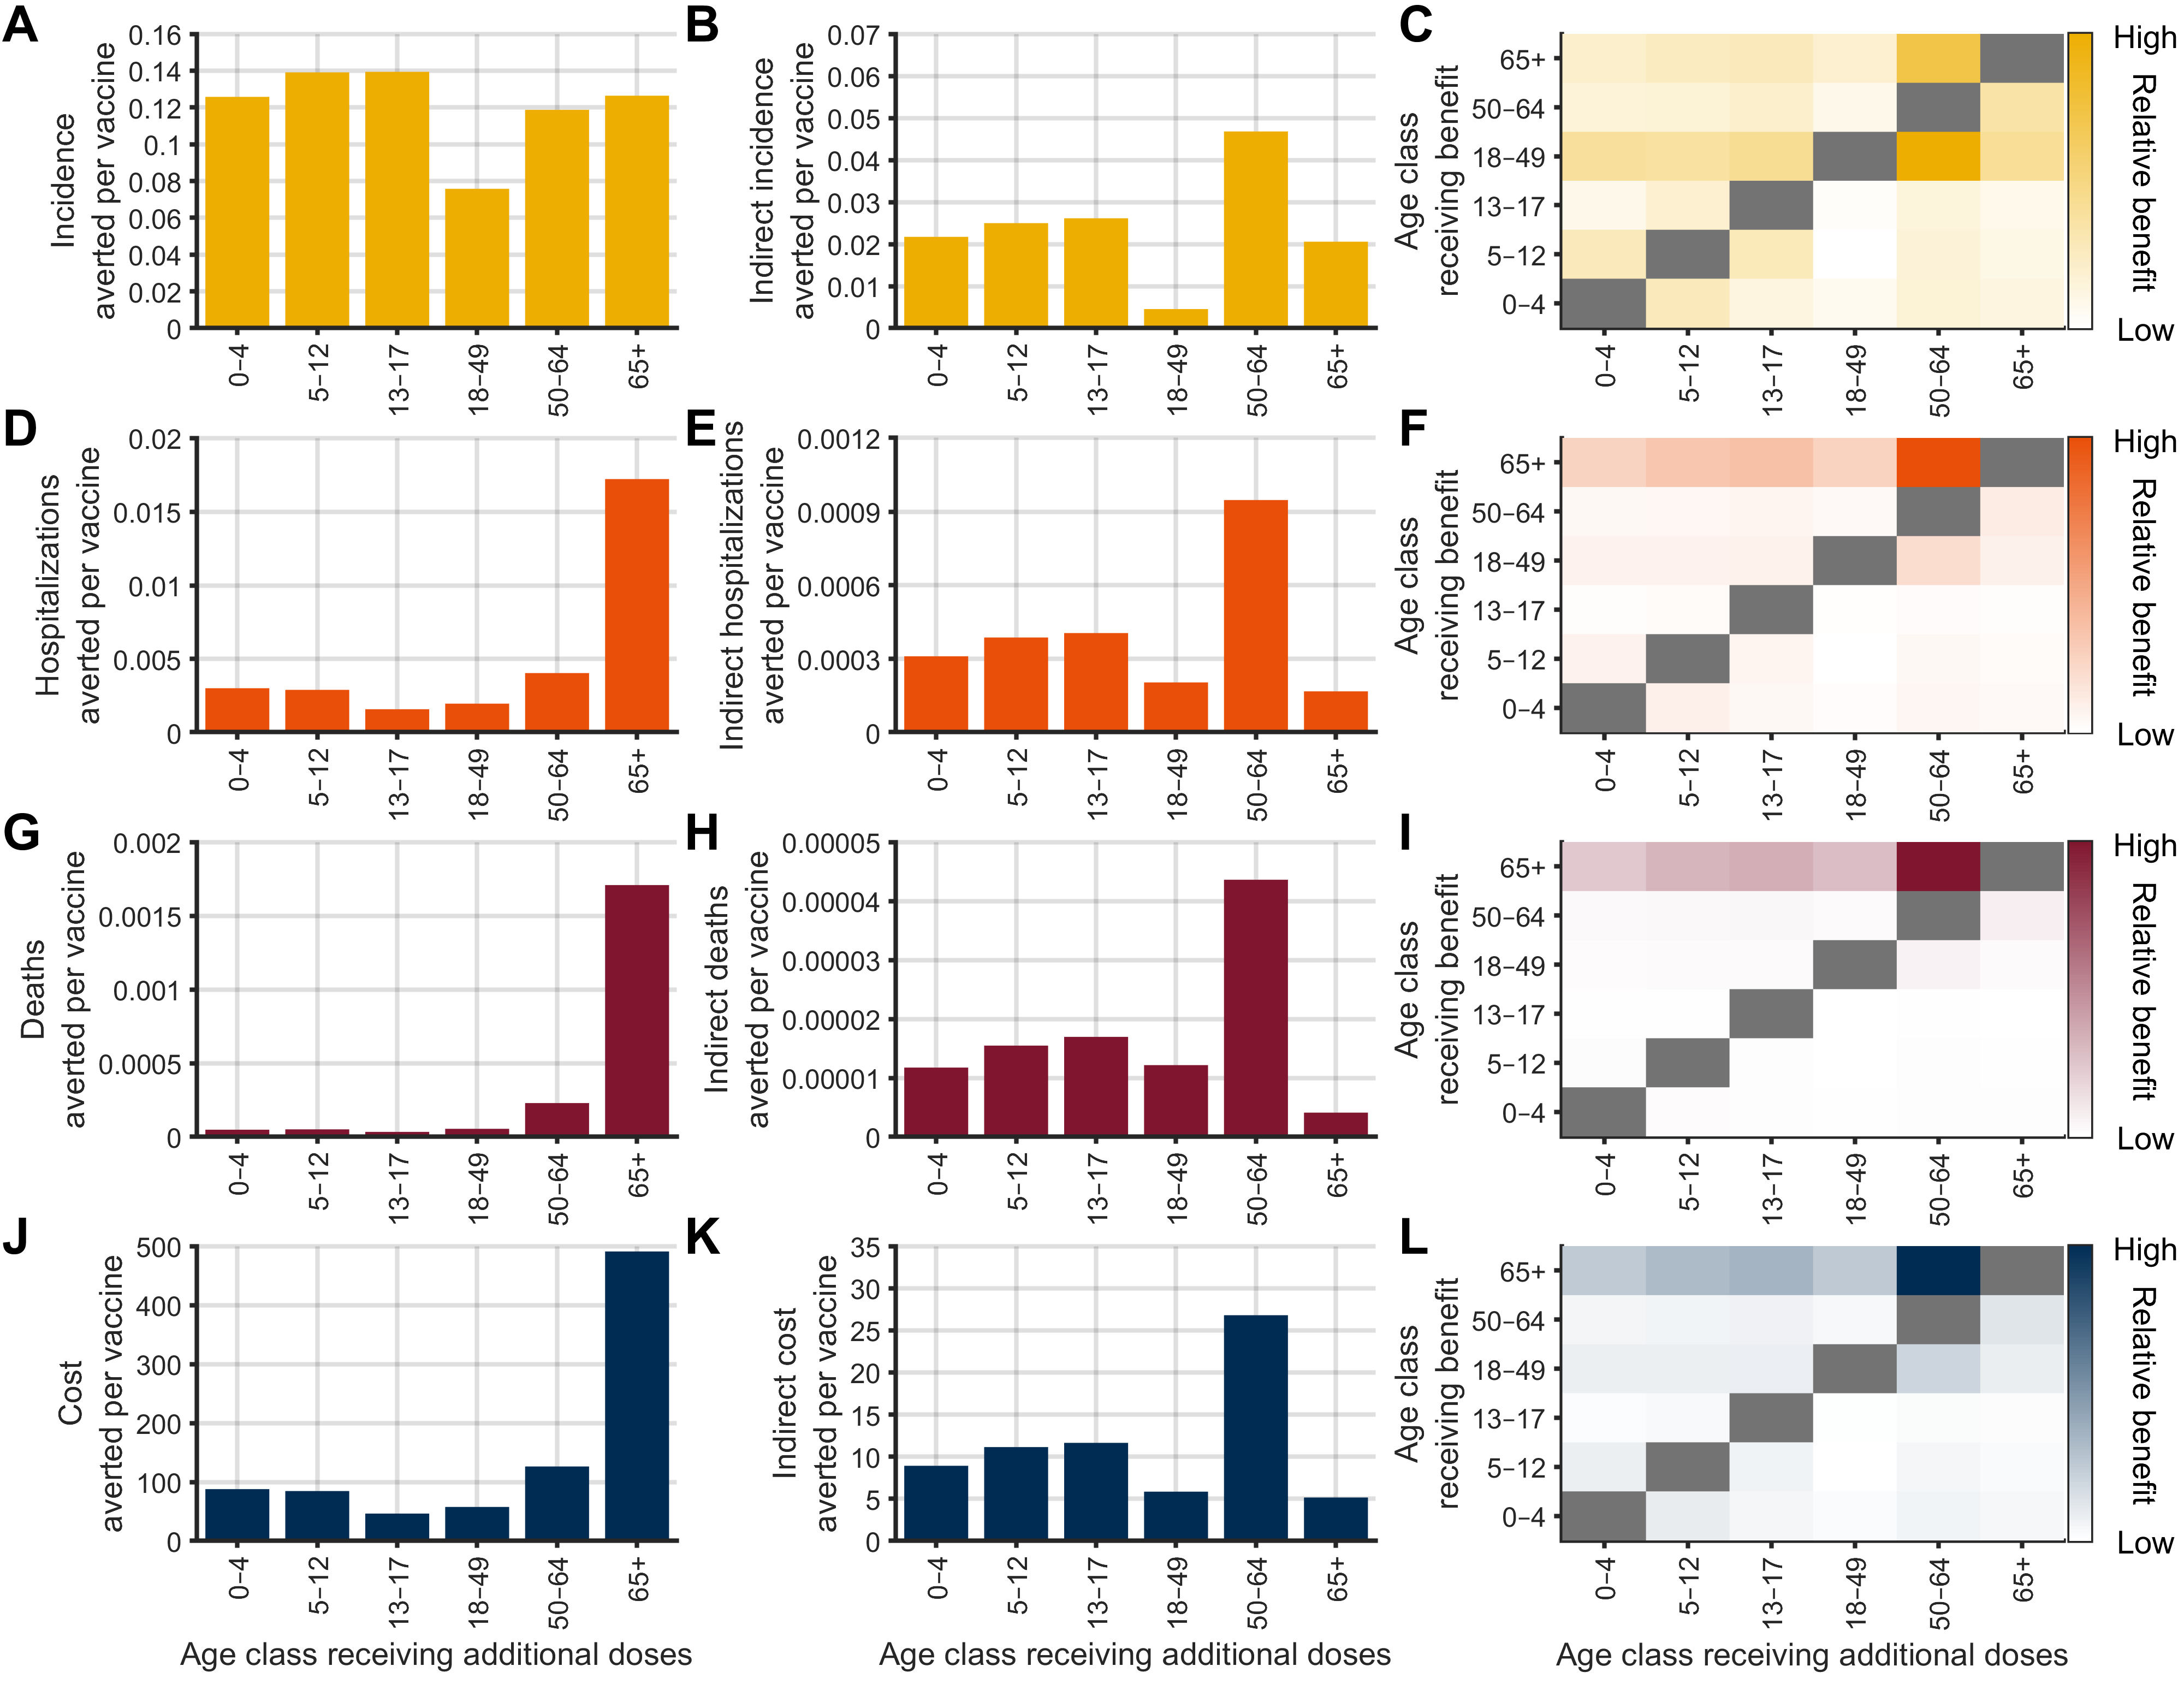 A
Incidence
averted per vaccine
0.16
0.14
0.12
0.1
0.08
0.06
0.04
0.02
0
0−4
5−12
13−17
18−49
50−64
65+
B
Indirect incidence
averted per vaccine
0.07
0.06
0.05
0.04
0.03
0.02
0.01
0
0−4
5−12
13−17
18−49
50−64
65+
C
Age class
receiving benefit
65+
50−64
18−49
13−17
5−12
0−4
0−4
5−12
13−17
18−49
50−64
65+
High
Relative benefit
Low
D
Hospitalizations
averted per vaccine
0.02
0.015
0.01
0.005
0
0−4
5−12
13−17
18−49
50−64
65+
E
Indirect hospitalizations
averted per vaccine
0.0012
0.0009
0.0006
0.0003
0
0−4
5−12
13−17
18−49
50−64
65+
F
Age class
receiving benefit
65+
50−64
18−49
13−17
5−12
0−4
0−4
5−12
13−17
18−49
50−64
65+
High
Relative benefit
Low
G
Deaths
averted per vaccine
0.002
0.0015
0.001
0.0005
0
0−4
5−12
13−17
18−49
50−64
65+
H
Indirect deaths
averted per vaccine
0.00005
0.00004
0.00003
0.00002
0.00001
0
0−4
5−12
13−17
18−49
50−64
65+
I
Age class
receiving benefit
65+
50−64
18−49
13−17
5−12
0−4
0−4
5−12
13−17
18−49
50−64
65+
High
Relative benefit
Low
J
Cost
averted per vaccine
500
400
300
200
100
0
0−4
5−12
13−17
18−49
50−64
65+
Age class receiving additional doses
K
Indirect cost
averted per vaccine
35
30
25
20
15
10
5
0
0−4
5−12
13−17
18−49
50−64
65+
Age class receiving additional doses
L
Age class
receiving benefit
65+
50−64
18−49
13−17
5−12
0−4
0−4
5−12
13−17
18−49
50−64
65+
High
Relative benefit
Low
Age class receiving additional doses